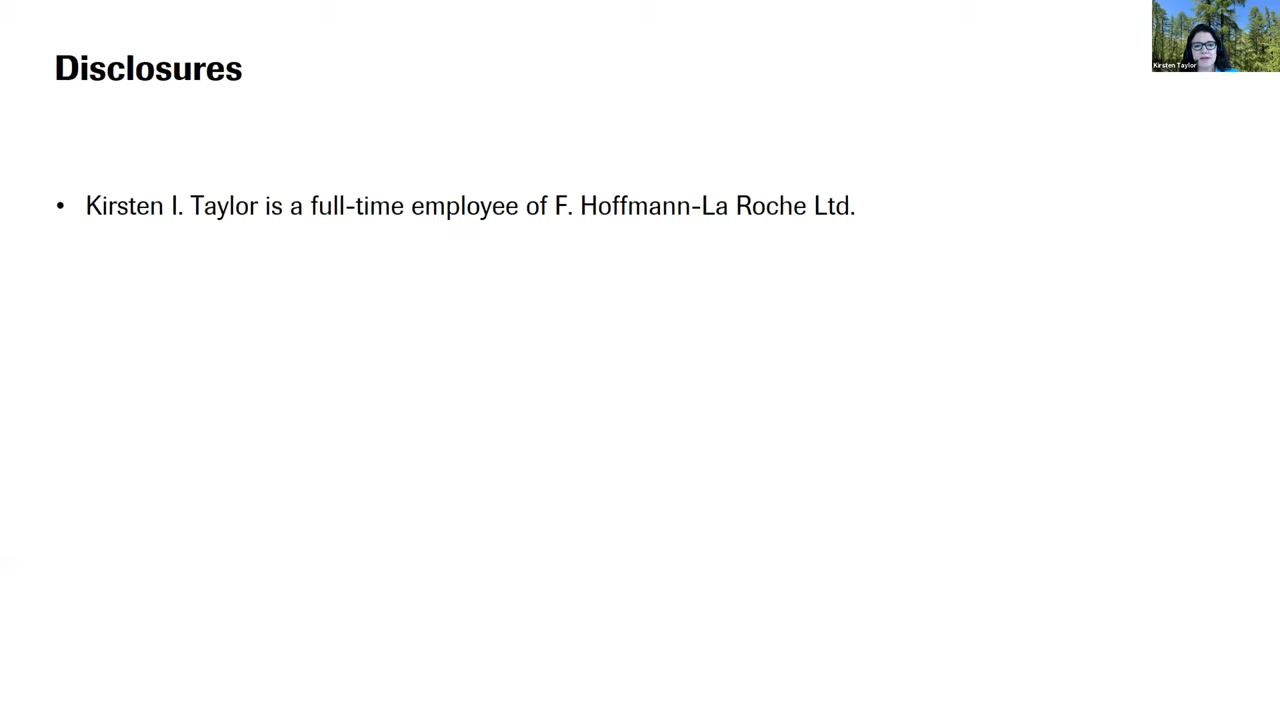 Disclosures
Kirsten Taylor
• Kirsten I. Taylor is a full-time employee of F. Hoffmann-La Roche Ltd.